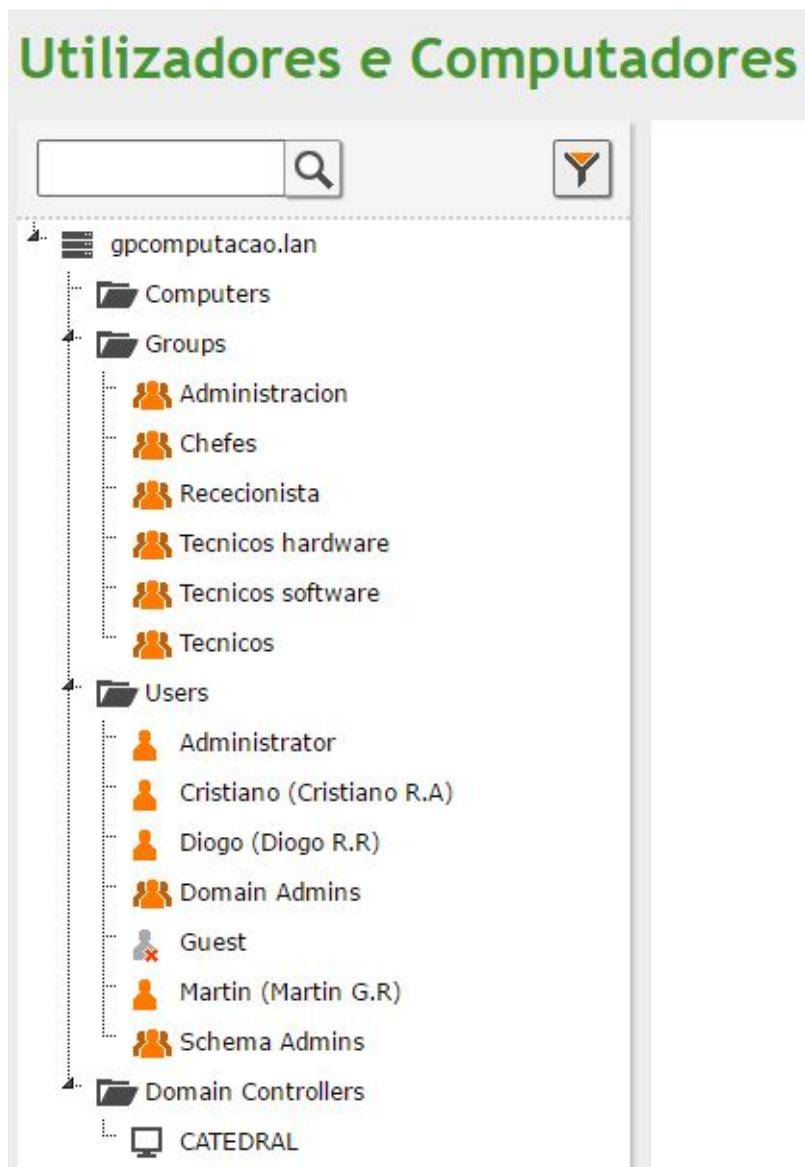 Utilizadores e Computadores
gpcomputacao.lan
Computers
Groups
Administracion
Chefes
Rececionista
Tecnicos hardware
Tecnicos software
Tecnicos
Users
Administrator
Cristiano (Cristiano R.A)
Diogo (Diogo R.R)
Domain Admins
Guest
Martin (Martin G.R)
Schema Admins
Domain Controllers
CATEDRAL